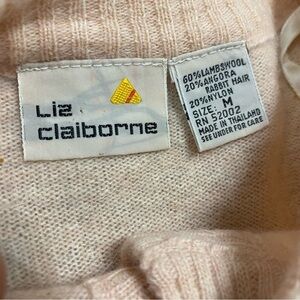 Liz
claiborne
60% LAMBSWOOL
20% ANGORA
RABBIT HAIR
20% NYLON
SIZE: M
RN 52002
MADE IN THAILAND
SEE UNDER FOR CARE